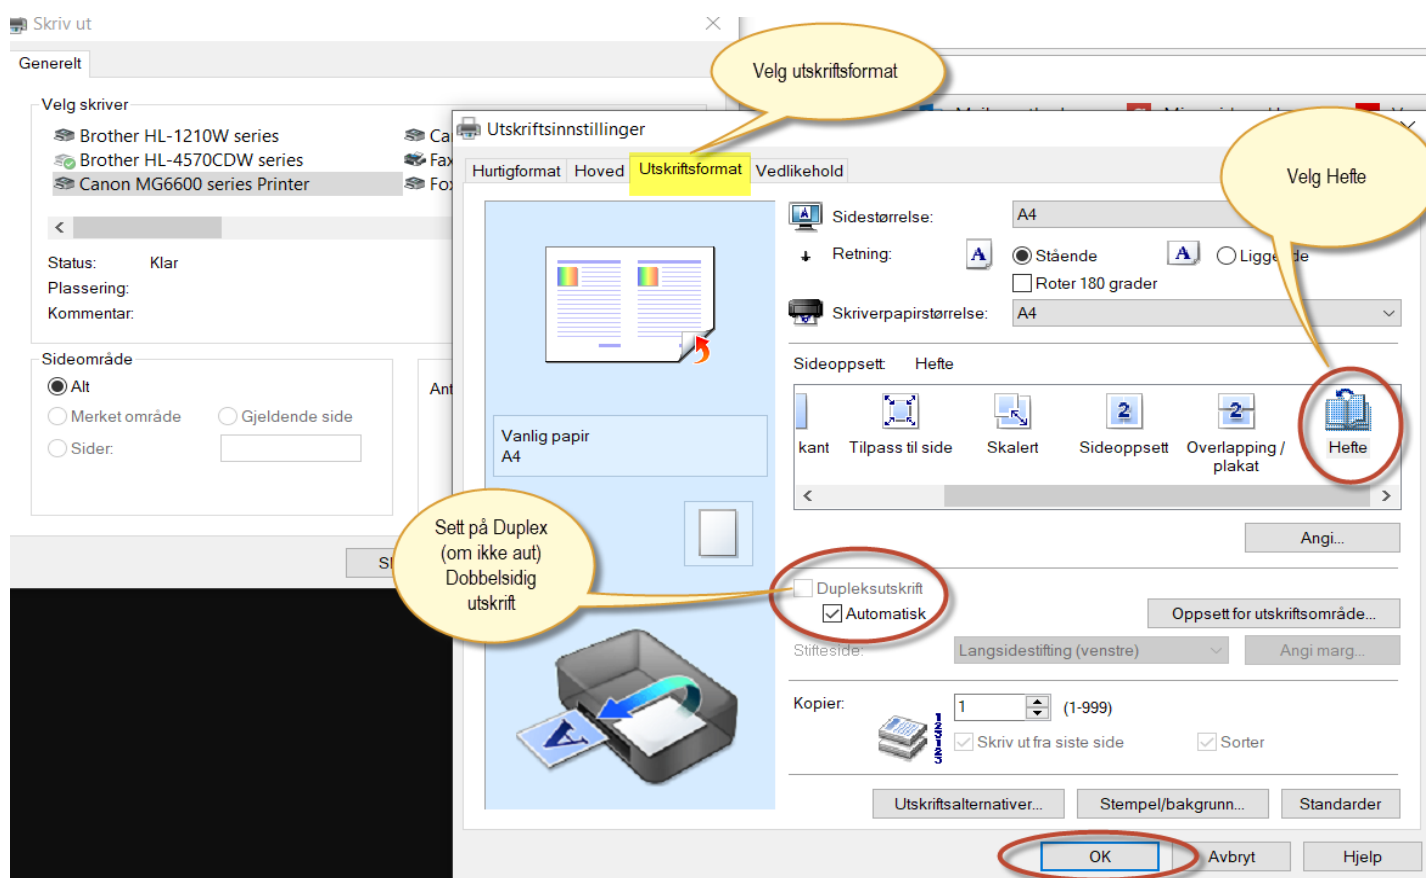 Skriv ut
Generelt
Velg skriver
Brother HL-1210W series
Brother HL-4570CDW series
Canon MG6600 series Printer
Status: Klar
Plassering:
Kommentar:
Sideområde
Alt
Merket område Gjeldende side
Sider:
Velg utskriftsformat
Utskriftsinnstillinger
Hurtigformat Hoved Utskriftsformat Vedlikehold
Velg Hefte
Sidestørrelse: A4
Retning: Stående
Roter 180 grader
Skriverpapirstørrelse: A4
Vanlig papir
A4
Sideoppsett: Hefte
kant Tilpass til side Skalert Sideoppsett Overlapping / plakat Hefte
Angi...
Sett på Duplex
(om ikke aut)
Dobbelsidig
utskrift
Dupleksutskrift
Automatisk
Oppsett for utskriftsområde...
Stifteside: Langsidestifting (venstre) Angi marg...
Kopier: 1 (1-999)
Skriv ut fra siste side Sorter
Utskriftsalternativer... Stempel/bakgrunn... Standarder
OK Avbryt Hjelp